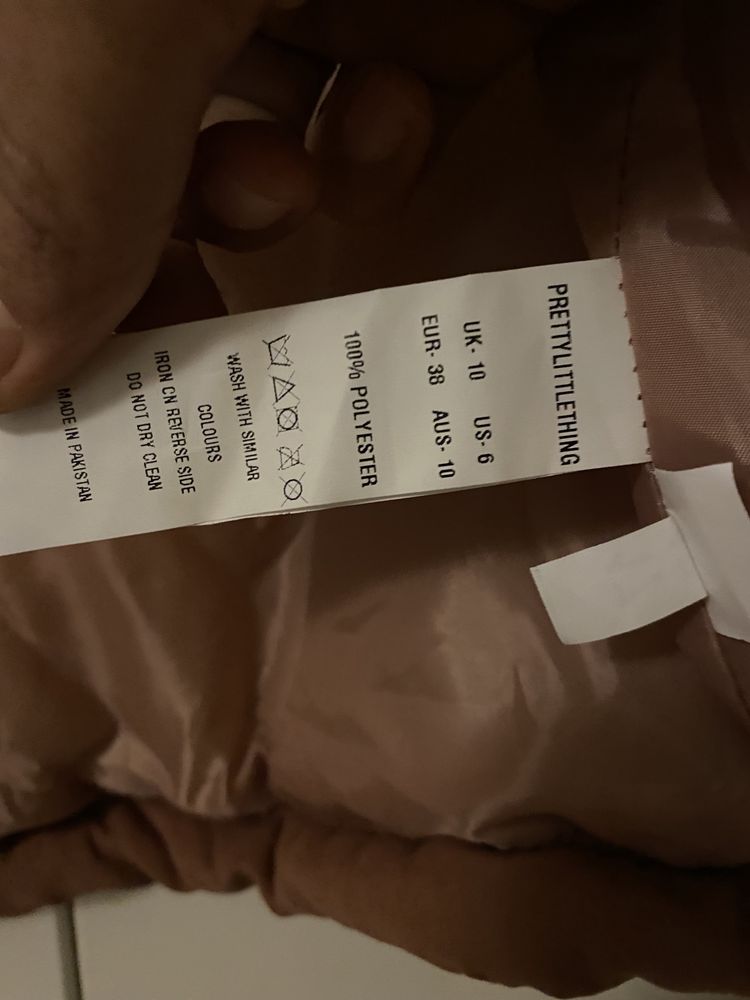 PRETTYLITTLETHING
UK- 10 US- 6
EUR- 38 AUS- 10
100% POLYESTER
WASH WITH SIMILAR
COLOURS
IRON ON REVERSE SIDE
DO NOT DRY CLEAN
MADE IN PAKISTAN